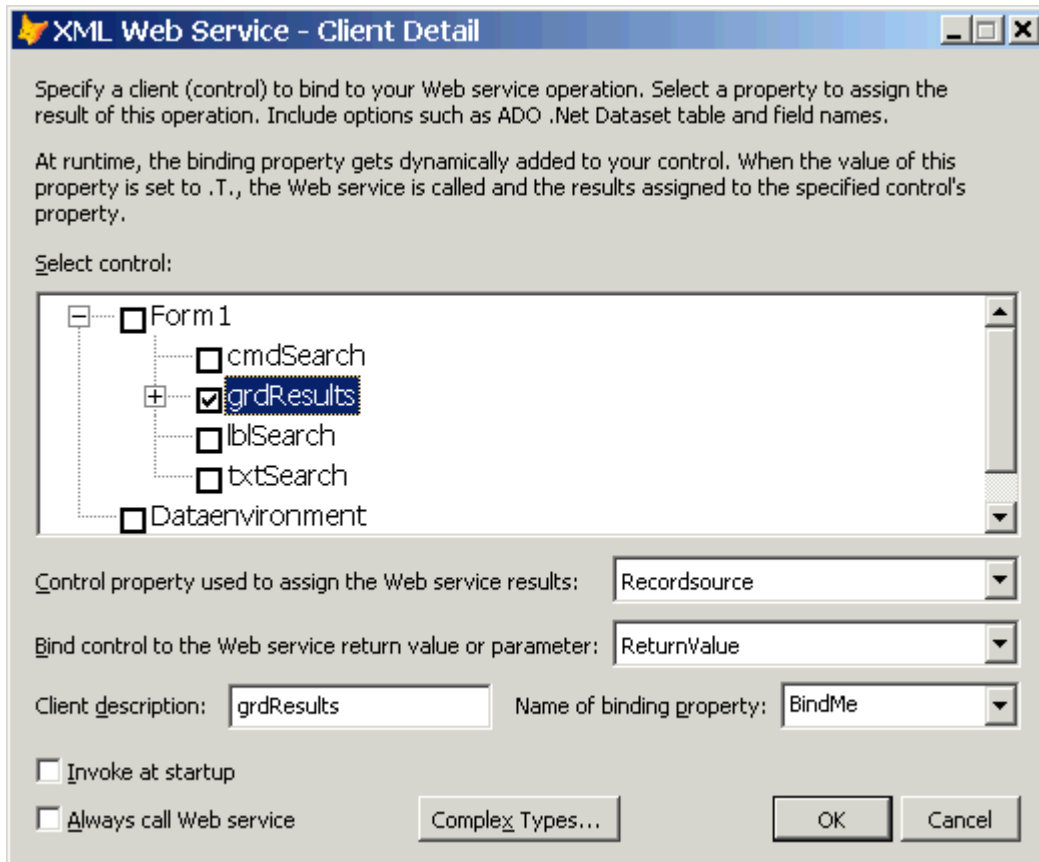 XML Web Service - Client Detail
Specify a client (control) to bind to your Web service operation. Select a property to assign the
result of this operation. Include options such as ADO .Net Dataset table and field names.
At runtime, the binding property gets dynamically added to your control. When the value of this
property is set to .T., the Web service is called and the results assigned to the specified control's
property.
Select control:
Form1
cmdSearch
grdResults
lblSearch
txtSearch
Dataenvironment
Control property used to assign the Web service results: Recordsource
Bind control to the Web service return value or parameter: ReturnValue
Client description: grdResults Name of binding property: BindMe
Invoke at startup
Always call Web service Complex Types... OK Cancel